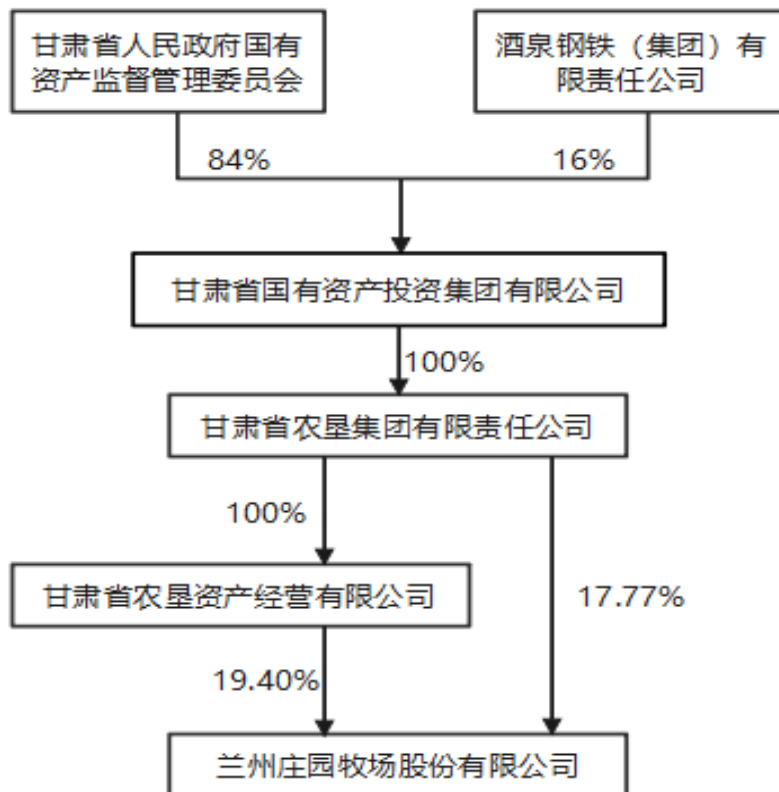 甘肃省人民政府国有
资产监督管理委员会
酒泉钢铁（集团）有
限责任公司
84%
16%
甘肃省国有资产投资集团有限公司
100%
甘肃省农垦集团有限责任公司
100%
甘肃省农垦资产经营有限公司
17.77%
19.40%
兰州庄园牧场股份有限公司